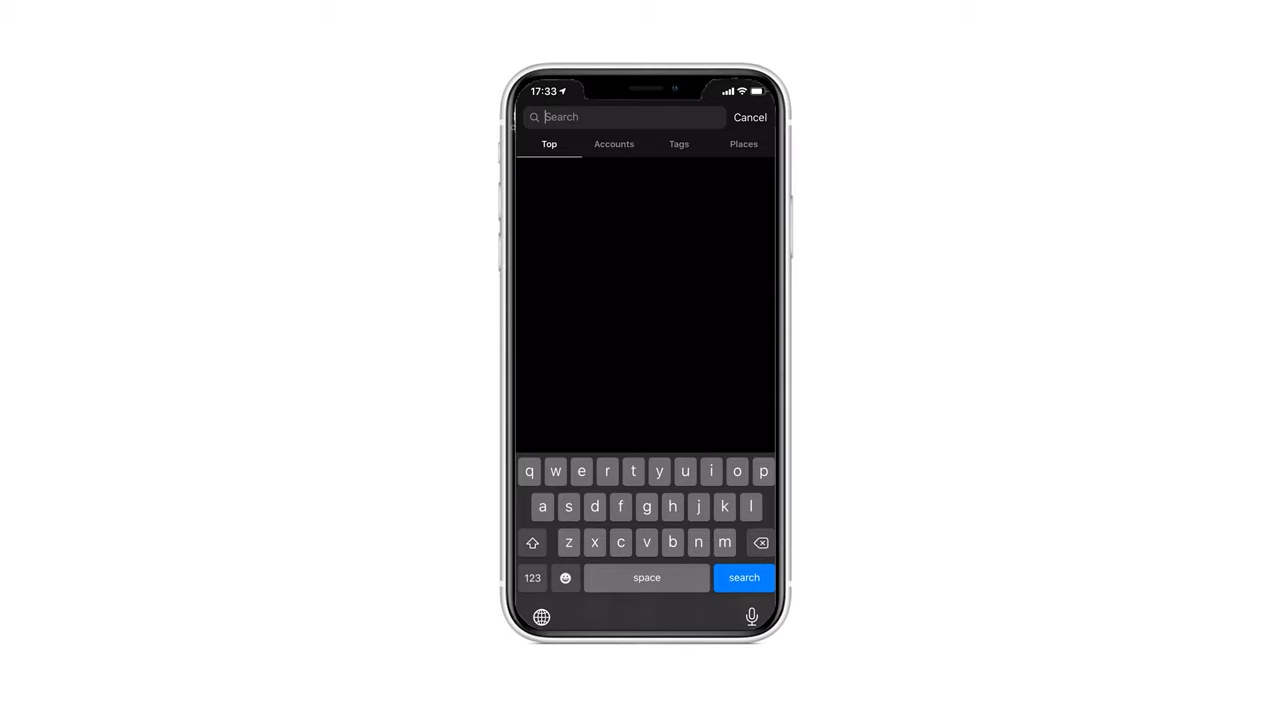 17:33
Search Cancel
Top Accounts Tags Places
q w e r t y u i o p
a s d f g h j k l
z x c v b n m
123 space search